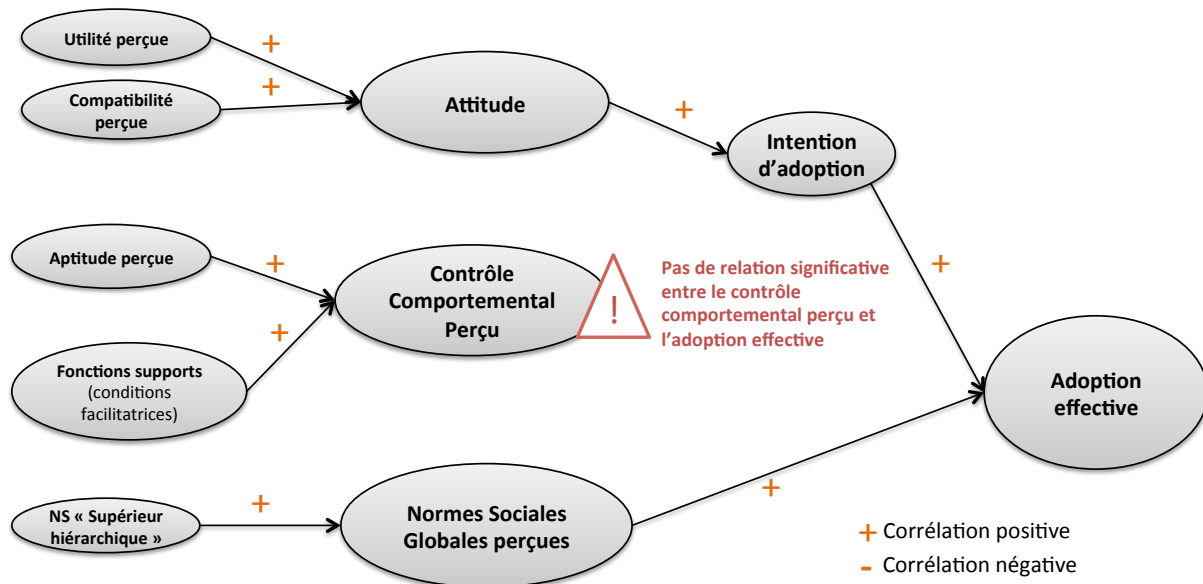 Utilité perçue
+
Compatibilité
perçue
+
Attitude
+
Intention
d'adoption
+
Aptitude perçue
+
Contrôle
Comportemental
Perçu
!
Pas de relation significative
entre le contrôle
comportemental perçu et
l'adoption effective
Fonctions supports
(conditions
facilitatrices)
+
Adoption
effective
NS « Supérieur
hiérarchique »
+
Normes Sociales
Globales perçues
+
+ Corrélation positive
- Corrélation négative